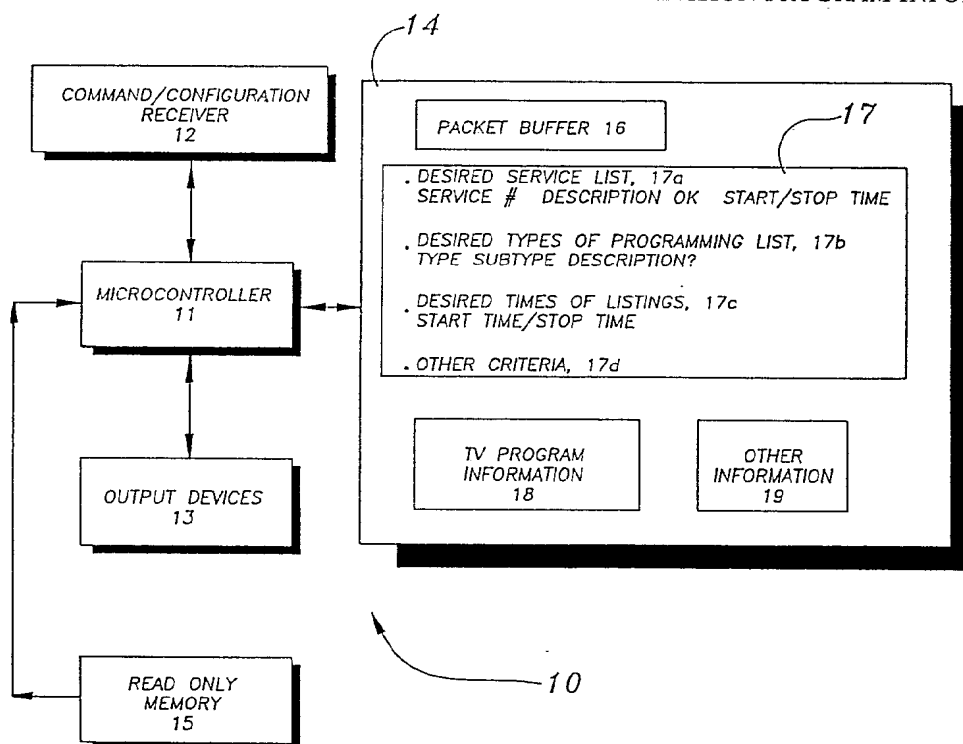 14
COMMAND/CONFIGURATION
RECEIVER
12
PACKET BUFFER 16
17
. DESIRED SERVICE LIST, 17a
SERVICE # DESCRIPTION OK START/STOP TIME
. DESIRED TYPES OF PROGRAMMING LIST, 17b
TYPE SUBTYPE DESCRIPTION?
MICROCONTROLLER
11
. DESIRED TIMES OF LISTINGS, 17c
START TIME/STOP TIME
. OTHER CRITERIA, 17d
TV PROGRAM
INFORMATION
18
OTHER
INFORMATION
19
OUTPUT DEVICES
13
READ ONLY
MEMORY
15
10